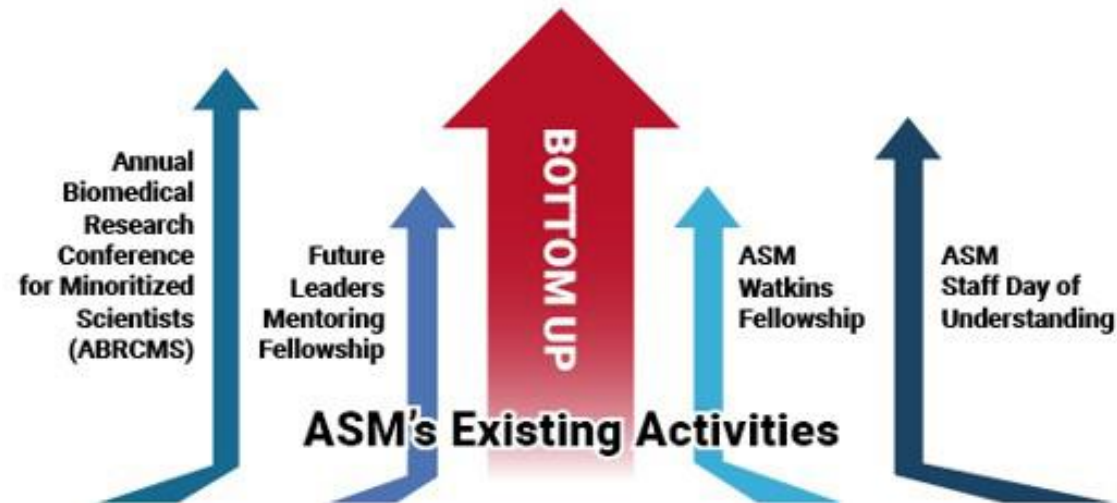 Annual
Biomedical
Research
Conference
for Minoritized
Scientists
(ABRCMS)
Future
Leaders
Mentoring
Fellowship
BOTTOM UP
ASM
Watkins
Fellowship
ASM
Staff Day of
Understanding
ASM's Existing Activities